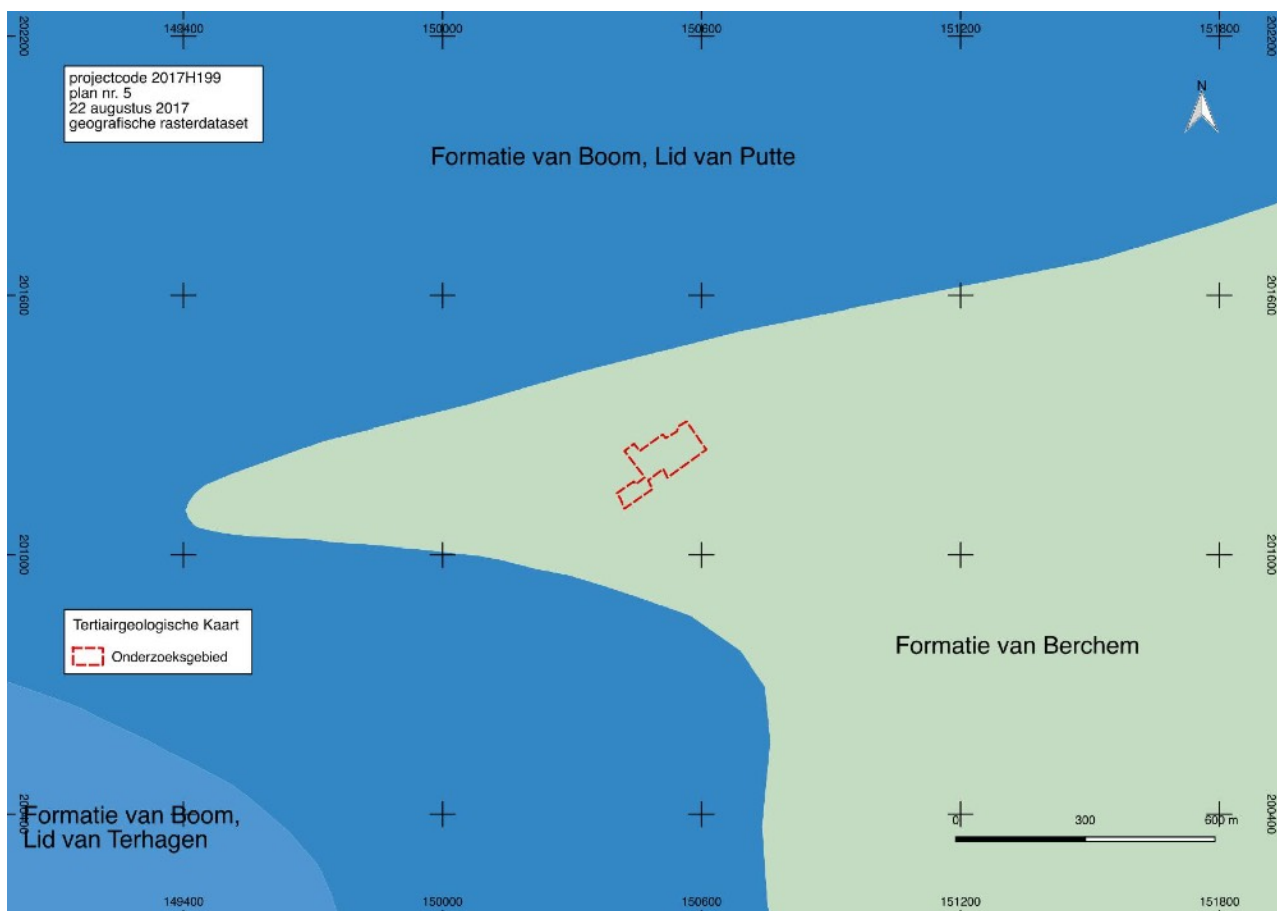 149400
150000
150600
151200
151800
202200
202200
projectcode 2017H199
plan nr. 5
22 augustus 2017
geografische rasterdataset
N
Formatie van Boom, Lid van Putte
201600
201600
201000
201000
Tertiairgeologische Kaart
Onderzoeksgebied
Formatie van Berchem
200400
200400
Formatie van Boom,
Lid van Terhagen
0
300
600 m
149400
150000
150600
151200
151800